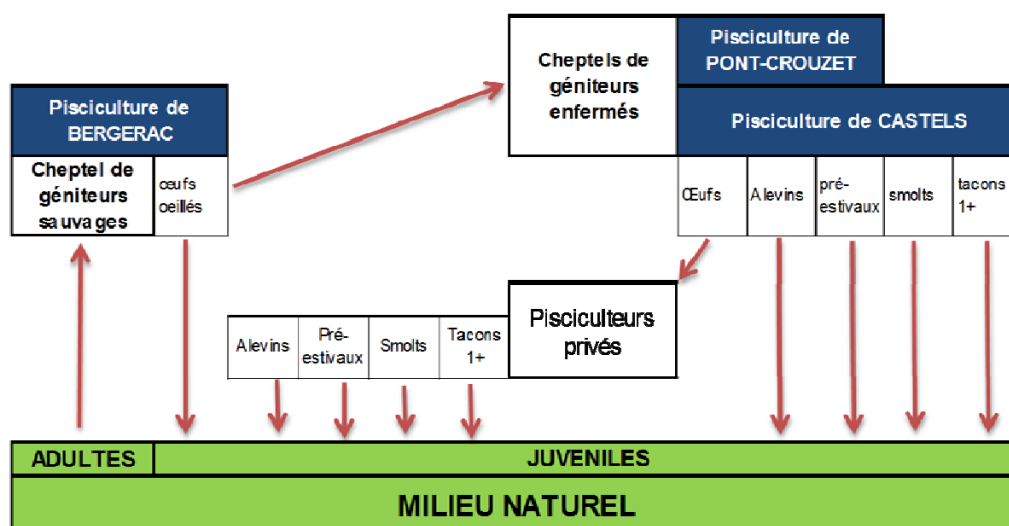 Pisciculture de
BERGERAC
Cheptel de
géniteurs
sauvages
œufs
oeillés
Cheptels de
géniteurs
enfermés
Pisciculture de
PONT-CROUZET
Pisciculture de CASTELS
Œufs
Alevins
pré-
estivaux
smolts
tacons
1+
Pisciculteurs
privés
Alevins
Pré-
estivaux
Smolts
Tacons
1+
ADULTES
JUVENILES
MILIEU NATUREL